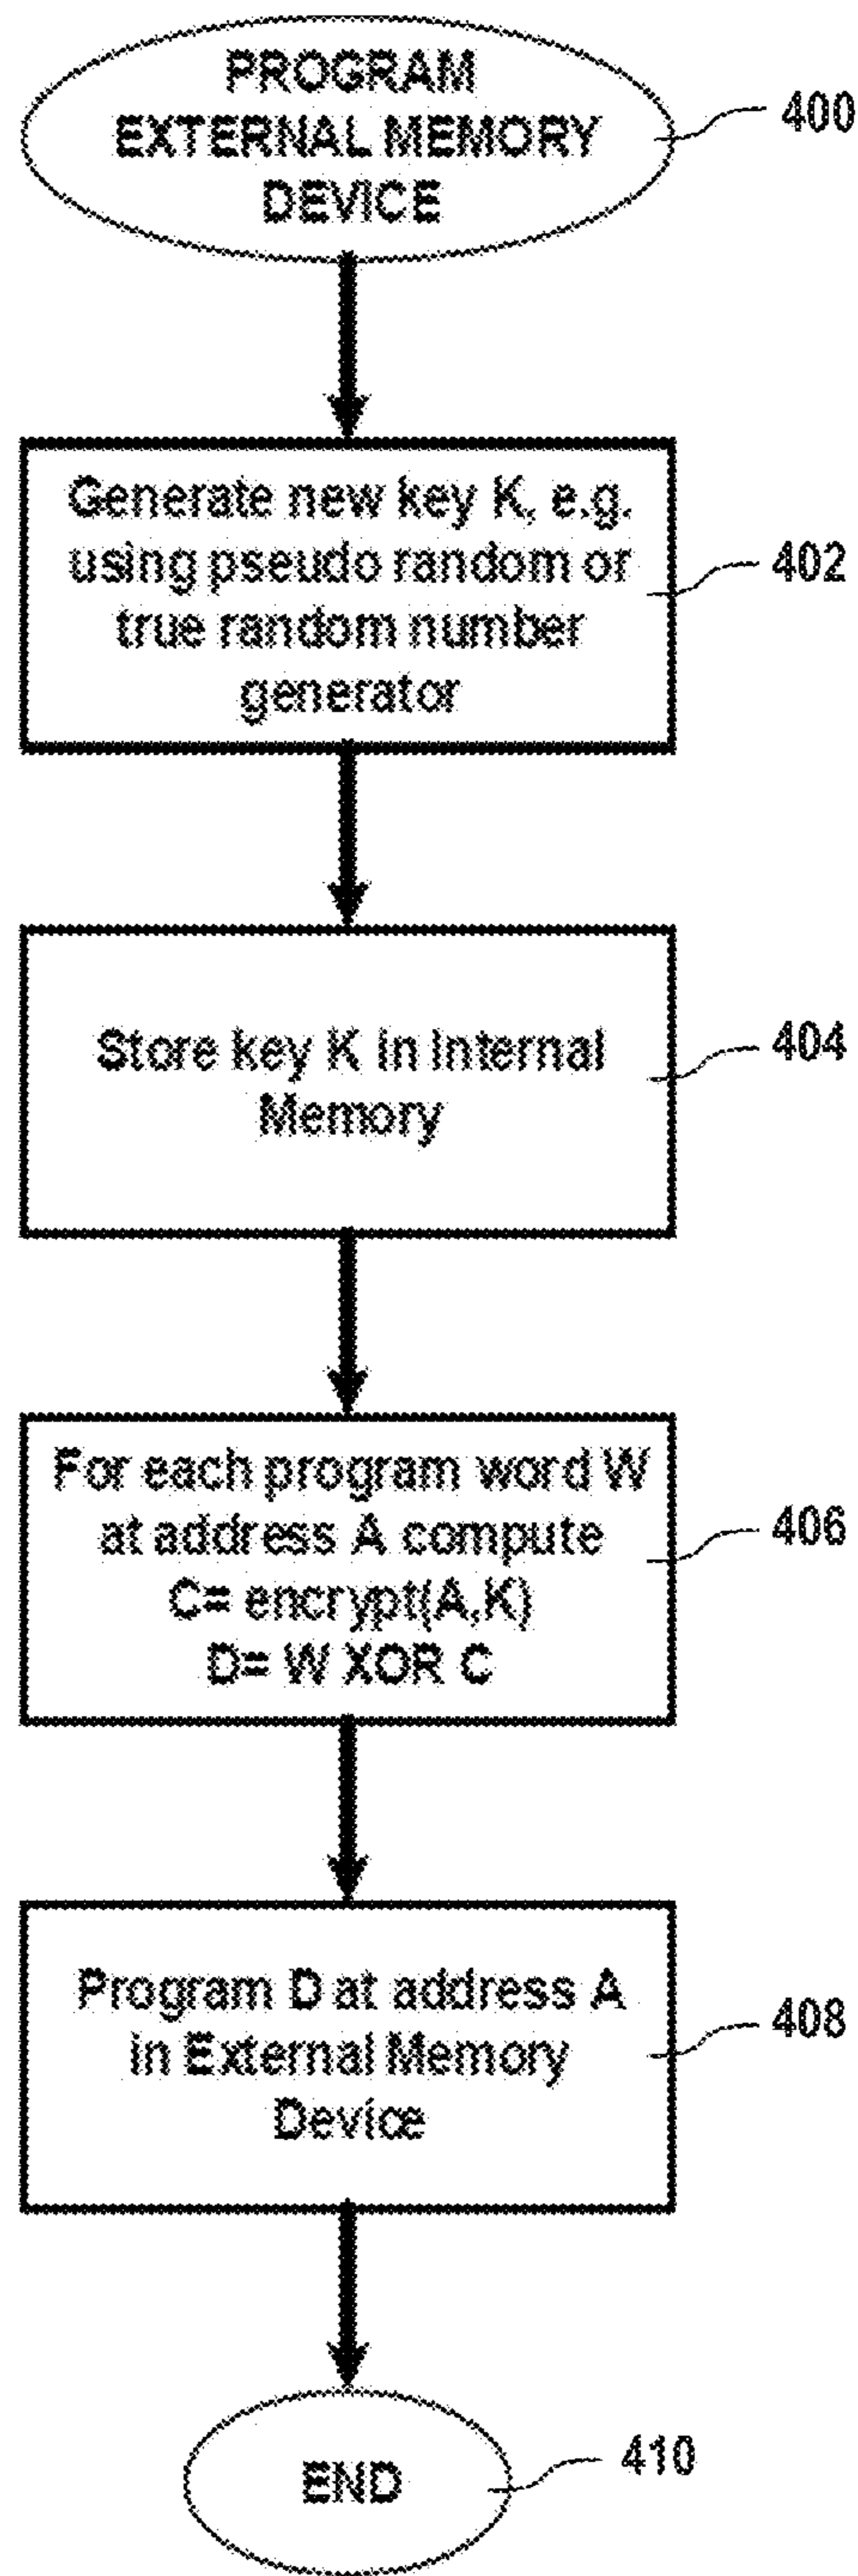 PROGRAM
EXTERNAL MEMORY
DEVICE
400
Generate new key K, e.g.
using pseudo random or
true random number
generator
402
Store key K in Internal
Memory
404
For each program word W
at address A compute
C= encrypt(A,K)
D= W XOR C
406
Program D at address A
in External Memory
Device
408
END
410